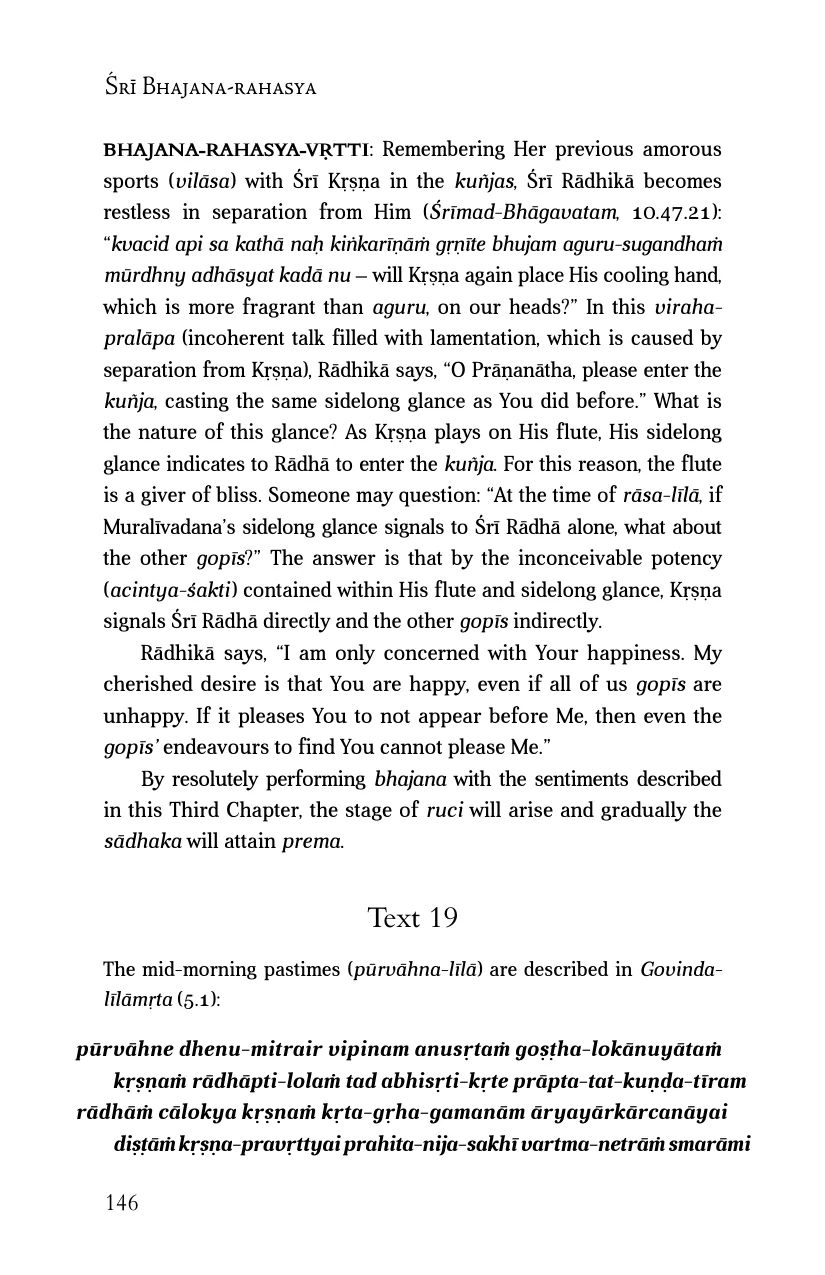 Śrī Bhajana-rahasya
BHAJANA-RAHASYA-VṚTTI: Remembering Her previous amorous
sports (vilāsa) with Śrī Kṛṣṇa in the kuñjas, Śrī Rādhikā becomes
restless in separation from Him (Śrīmad-Bhāgavatam, 10.47.21):
“kvacid api sa kathā naḥ kiṅkarīṇāṁ gṛṇīte bhujam aguru-sugandhaṁ
mūrdhny adhāsyat kadā nu – will Kṛṣṇa again place His cooling hand,
which is more fragrant than aguru, on our heads?” In this viraha-
pralāpa (incoherent talk filled with lamentation, which is caused by
separation from Kṛṣṇa), Rādhikā says, “O Prāṇanātha, please enter the
kuñja, casting the same sidelong glance as You did before.” What is
the nature of this glance? As Kṛṣṇa plays on His flute, His sidelong
glance indicates to Rādhā to enter the kuñja. For this reason, the flute
is a giver of bliss. Someone may question: “At the time of rāsa-līlā, if
Muralīvadana’s sidelong glance signals to Śrī Rādhā alone, what about
the other gopīs?” The answer is that by the inconceivable potency
(acintya-śakti) contained within His flute and sidelong glance, Kṛṣṇa
signals Śrī Rādhā directly and the other gopīs indirectly.
Rādhikā says, “I am only concerned with Your happiness. My
cherished desire is that You are happy, even if all of us gopīs are
unhappy. If it pleases You to not appear before Me, then even the
gopīs’ endeavours to find You cannot please Me.”
By resolutely performing bhajana with the sentiments described
in this Third Chapter, the stage of ruci will arise and gradually the
sādhaka will attain prema.
Text 19
The mid-morning pastimes (pūrvāhna-līlā) are described in Govinda-
līlāmṛta (5.1):
pūrvāhne dhenu-mitrair vipinam anusṛtaṁ goṣṭha-lokānuyātaṁ
kṛṣṇaṁ rādhāpti-lolaṁ tad abhisṛti-kṛte prāpta-tat-kuṇḍa-tīram
rādhāṁ cālokya kṛṣṇaṁ kṛta-gṛha-gamanām āryayārkārcanāyai
diṣṭāṁ kṛṣṇa-pravṛttyai prahita-nija-sakhī vartma-netrāṁ smarāmi
146